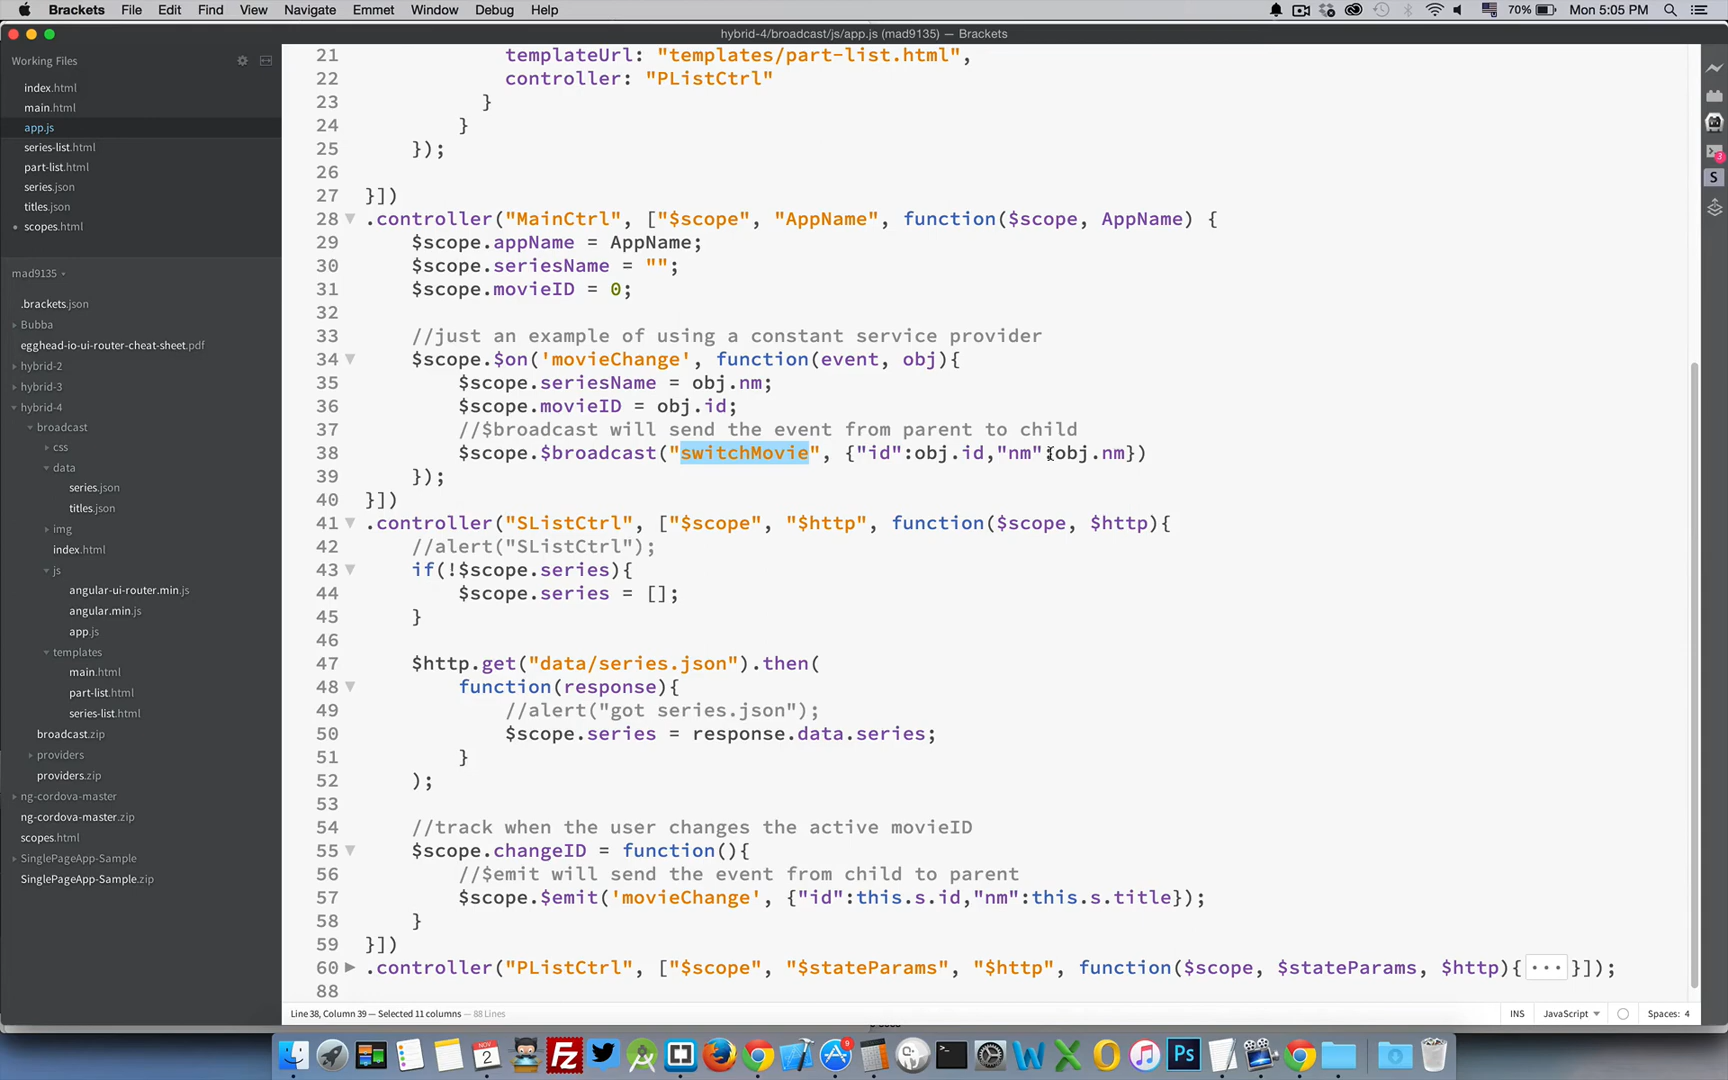 Brackets File Edit Find View Navigate Emmet Window Debug Help
70% Mon 5:05 PM
hybrid-4/broadcast/js/app.js (mad9135) — Brackets
Working Files
index.html
main.html
app.js
series-list.html
part-list.html
series.json
titles.json
scopes.html
mad9135
.brackets.json
Bubba
egghead-io-ui-router-cheat-sheet.pdf
hybrid-2
hybrid-3
hybrid-4
broadcast
css
data
series.json
titles.json
img
index.html
js
angular-ui-router.min.js
angular.min.js
app.js
templates
main.html
part-list.html
series-list.html
broadcast.zip
providers
providers.zip
ng-cordova-master
ng-cordova-master.zip
scopes.html
SinglePageApp-Sample
SinglePageApp-Sample.zip
21 templateUrl: "templates/part-list.html",
22 controller: "PListCtrl"
23 }
24 }
25 });
26
27 }])
28 .controller("MainCtrl", ["$scope", "AppName", function($scope, AppName) {
29 $scope.appName = AppName;
30 $scope.seriesName = "";
31 $scope.movieID = 0;
32
33 //just an example of using a constant service provider
34 $scope.$on('movieChange', function(event, obj){
35 $scope.seriesName = obj.nm;
36 $scope.movieID = obj.id;
37 //$broadcast will send the event from parent to child
38 $scope.$broadcast("switchMovie", {"id":obj.id,"nm":obj.nm})
39 });
40 }])
41 .controller("SListCtrl", ["$scope", "$http", function($scope, $http){
42 //alert("SListCtrl");
43 if(!$scope.series){
44 $scope.series = [];
45 }
46
47 $http.get("data/series.json").then(
48 function(response){
49 //alert("got series.json");
50 $scope.series = response.data.series;
51 }
52 );
53
54 //track when the user changes the active movieID
55 $scope.changeID = function(){
56 //$emit will send the event from child to parent
57 $scope.$emit('movieChange', {"id":this.s.id,"nm":this.s.title});
58 }
59 }])
60 .controller("PListCtrl", ["$scope", "$stateParams", "$http", function($scope, $stateParams, $http){...}]);
88
Line 38, Column 39 — Selected 11 columns — 88 Lines
INS JavaScript Spaces: 4
3
S
2
9